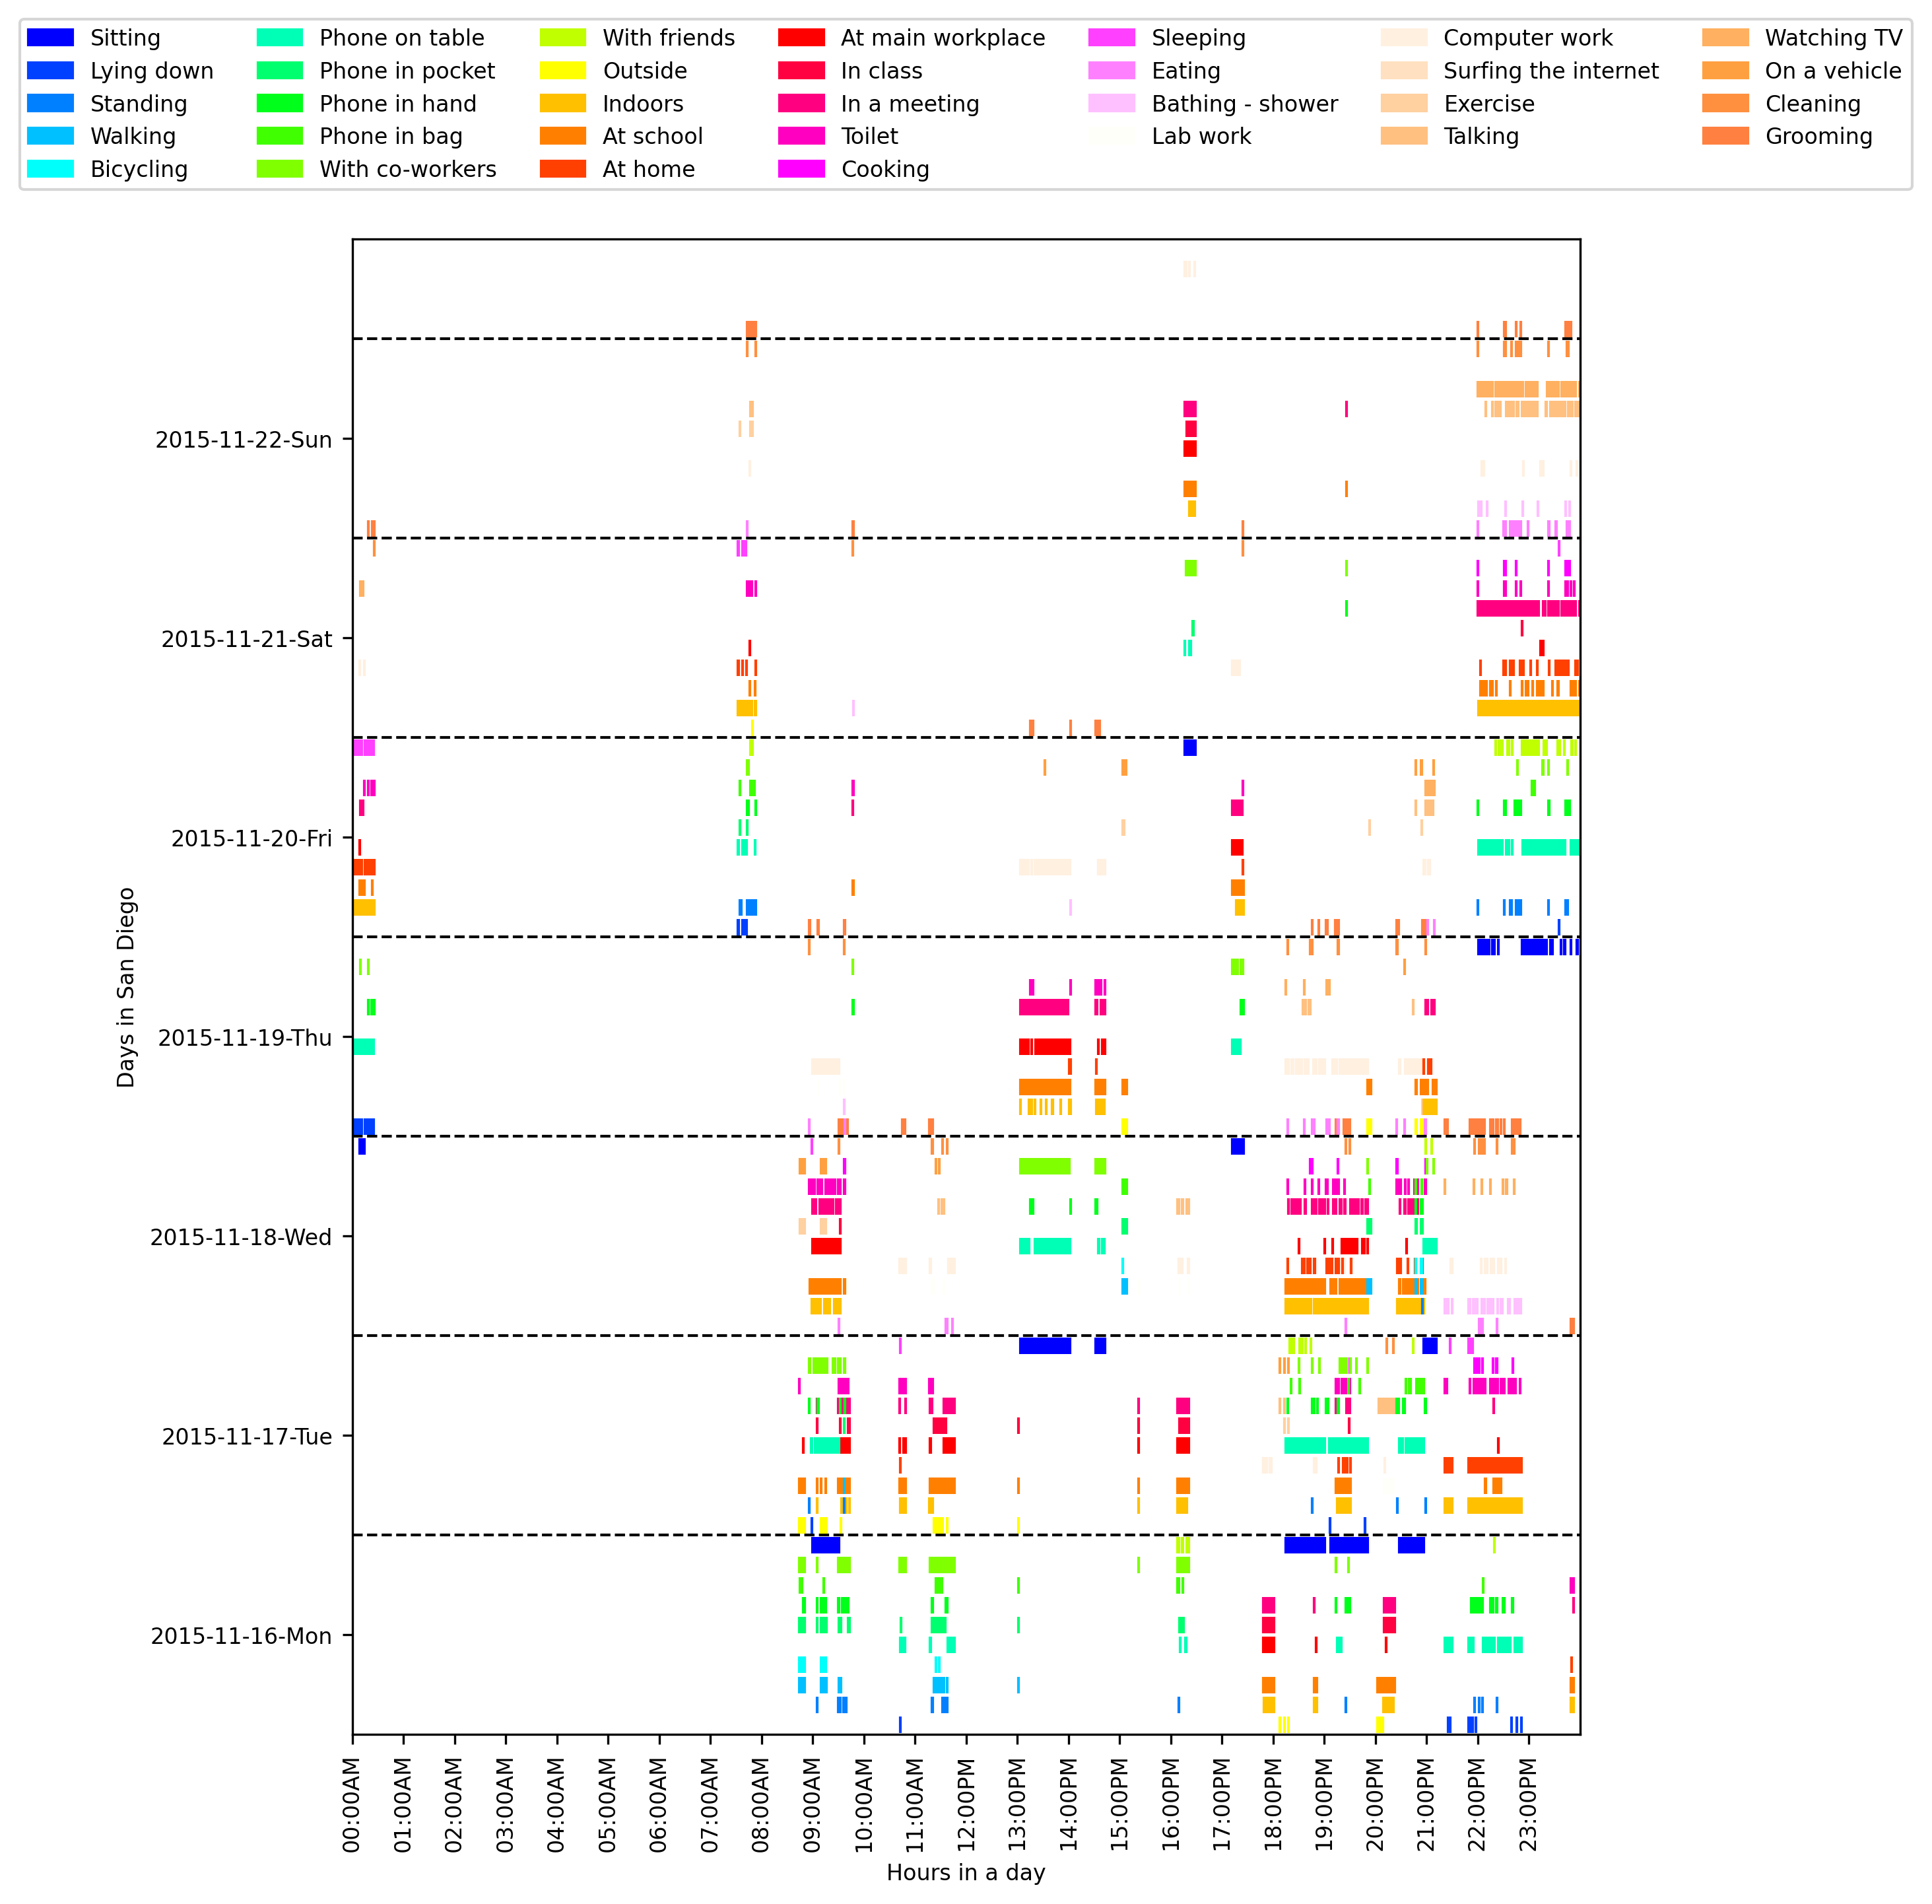 Sitting
Lying down
Standing
Walking
Bicycling
Phone on table
Phone in pocket
Phone in hand
Phone in bag
With co-workers
With friends
Outside
Indoors
At school
At home
At main workplace
In class
In a meeting
Toilet
Cooking
Sleeping
Eating
Bathing - shower
Lab work
Computer work
Surfing the internet
Exercise
Talking
Watching TV
On a vehicle
Cleaning
Grooming
Days in San Diego
2015-11-22-Sun
2015-11-21-Sat
2015-11-20-Fri
2015-11-19-Thu
2015-11-18-Wed
2015-11-17-Tue
2015-11-16-Mon
00:00AM
01:00AM
02:00AM
03:00AM
04:00AM
05:00AM
06:00AM
07:00AM
08:00AM
09:00AM
10:00AM
11:00AM
12:00PM
13:00PM
14:00PM
15:00PM
16:00PM
17:00PM
18:00PM
19:00PM
20:00PM
21:00PM
22:00PM
23:00PM
Hours in a day